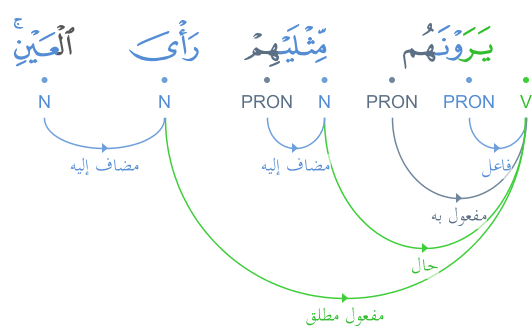 يَرَوْنَهُم مِّثْلَيْهِمْ رَأْىَ ٱلْعَيْنِ ۚ
V PRON PRON N PRON N N
فاعل مضاف إليه مضاف إليه
مفعول به
حال
مفعول مطلق